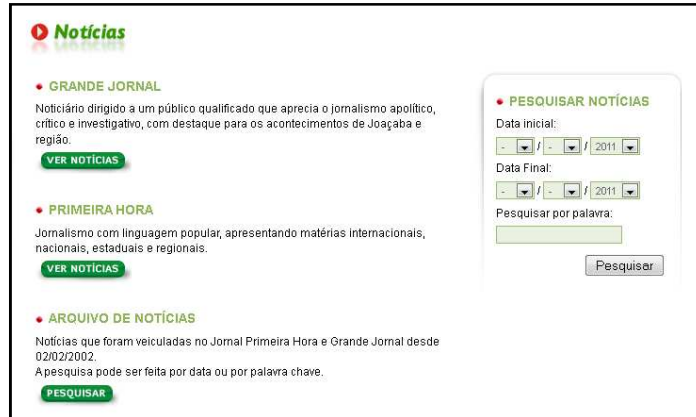 Notícias
GRANDE JORNAL
Noticiário dirigido a um público qualificado que aprecia o jornalismo apolítico,
crítico e investigativo, com destaque para os acontecimentos de Joaçaba e
região.
VER NOTÍCIAS
PRIMEIRA HORA
Jornalismo com linguagem popular, apresentando matérias internacionais,
nacionais, estaduais e regionais.
VER NOTÍCIAS
ARQUIVO DE NOTÍCIAS
Notícias que foram veiculadas no Jornal Primeira Hora e Grande Jornal desde
02/02/2002.
A pesquisa pode ser feita por data ou por palavra chave.
PESQUISAR
PESQUISAR NOTÍCIAS
Data inicial:
- / - / 2011
Data Final:
- / - / 2011
Pesquisar por palavra:
Pesquisar